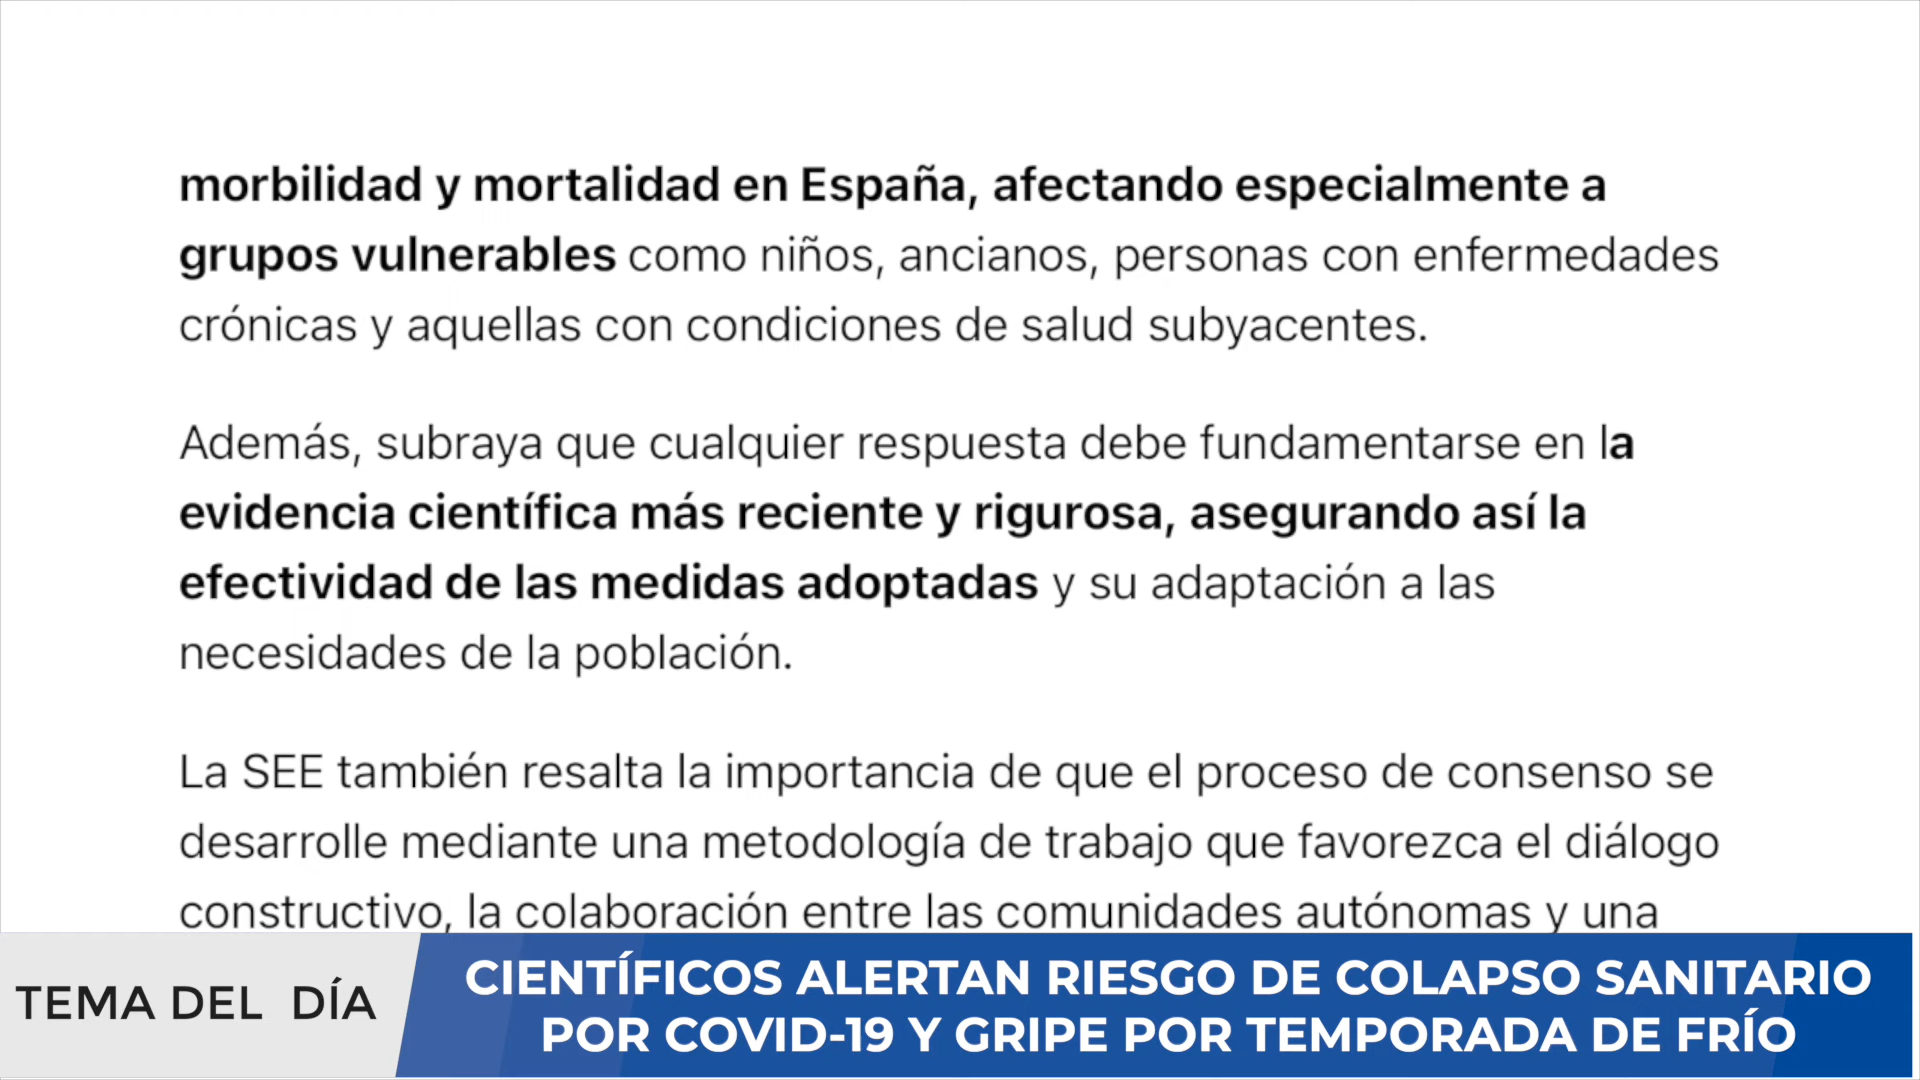 morbilidad y mortalidad en España, afectando especialmente a
grupos vulnerables como niños, ancianos, personas con enfermedades
crónicas y aquellas con condiciones de salud subyacentes.
Además, subraya que cualquier respuesta debe fundamentarse en la
evidencia científica más reciente y rigurosa, asegurando así la
efectividad de las medidas adoptadas y su adaptación a las
necesidades de la población.
La SEE también resalta la importancia de que el proceso de consenso se
desarrolle mediante una metodología de trabajo que favorezca el diálogo
constructivo, la colaboración entre las comunidades autónomas y una
TEMA DEL DÍA
CIENTÍFICOS ALERTAN RIESGO DE COLAPSO SANITARIO
POR COVID-19 Y GRIPE POR TEMPORADA DE FRÍO